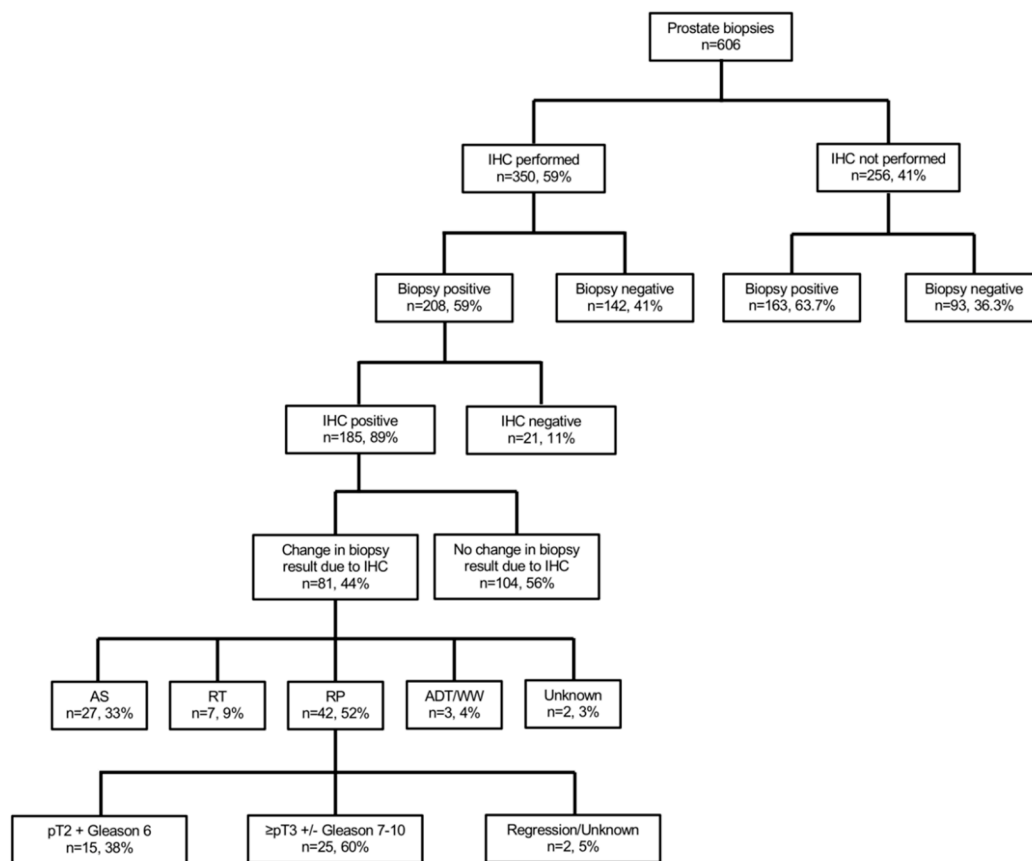 Prostate biopsies
n=606
IHC performed
n=350, 59%
IHC not performed
n=256, 41%
Biopsy positive
n=208, 59%
Biopsy negative
n=142, 41%
Biopsy positive
n=163, 63.7%
Biopsy negative
n=93, 36.3%
IHC positive
n=185, 89%
IHC negative
n=21, 11%
Change in biopsy
result due to IHC
n=81, 44%
No change in biopsy
result due to IHC
n=104, 56%
AS
n=27, 33%
RT
n=7, 9%
RP
n=42, 52%
ADT/WW
n=3, 4%
Unknown
n=2, 3%
pT2 + Gleason 6
n=15, 38%
≥pT3 +/- Gleason 7-10
n=25, 60%
Regression/Unknown
n=2, 5%